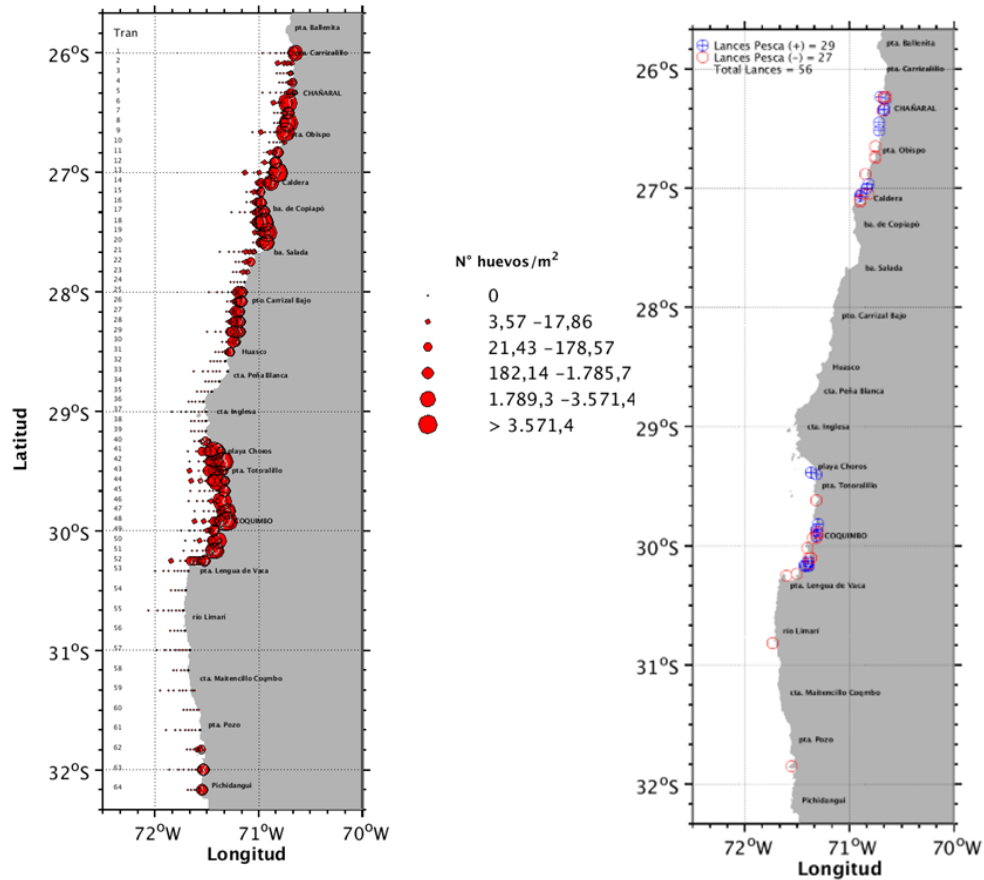 Tran
1
2
3
4
5
6
7
8
9
10
11
12
13
14
15
16
17
18
19
20
21
22
23
24
25
26
27
28
29
30
31
32
33
34
35
36
37
38
39
40
41
42
43
44
45
46
47
48
49
50
51
52
53
54
55
56
57
58
59
60
61
62
63
64
26°S
27°S
28°S
29°S
30°S
31°S
32°S
Latitud
pta. Ballenita
pta. Carrizalillo
CHAÑARAL
pta. Obispo
Caldera
ba. de Copiapó
ba. Salada
pto. Carrizal Bajo
Huasco
cta. Peña Blanca
cta. Inglesa
playa Choros
pta. Totoralillo
COQUIMBO
pta. Lengua de Vaca
río Limarí
cta. Maitencillo Coqmbo
pta. Pozo
Pichidangui
72°W 71°W 70°W
Longitud
N° huevos/m²
0
3,57 -17,86
21,43 -178,57
182,14 -1.785,7
1.789,3 -3.571,4
> 3.571,4
Lances Pesca (+) = 29
Lances Pesca (-) = 27
Total Lances = 56
26°S
27°S
28°S
29°S
30°S
31°S
32°S
pta. Ballenita
pta. Carrizalillo
CHAÑARAL
pta. Obispo
Caldera
ba. de Copiapó
ba. Salada
pto. Carrizal Bajo
Huasco
cta. Peña Blanca
cta. Inglesa
playa Choros
pta. Totoralillo
COQUIMBO
pta. Lengua de Vaca
río Limarí
cta. Maitencillo Coqmbo
pta. Pozo
Pichidangui
72°W 71°W 70°W
Longitud